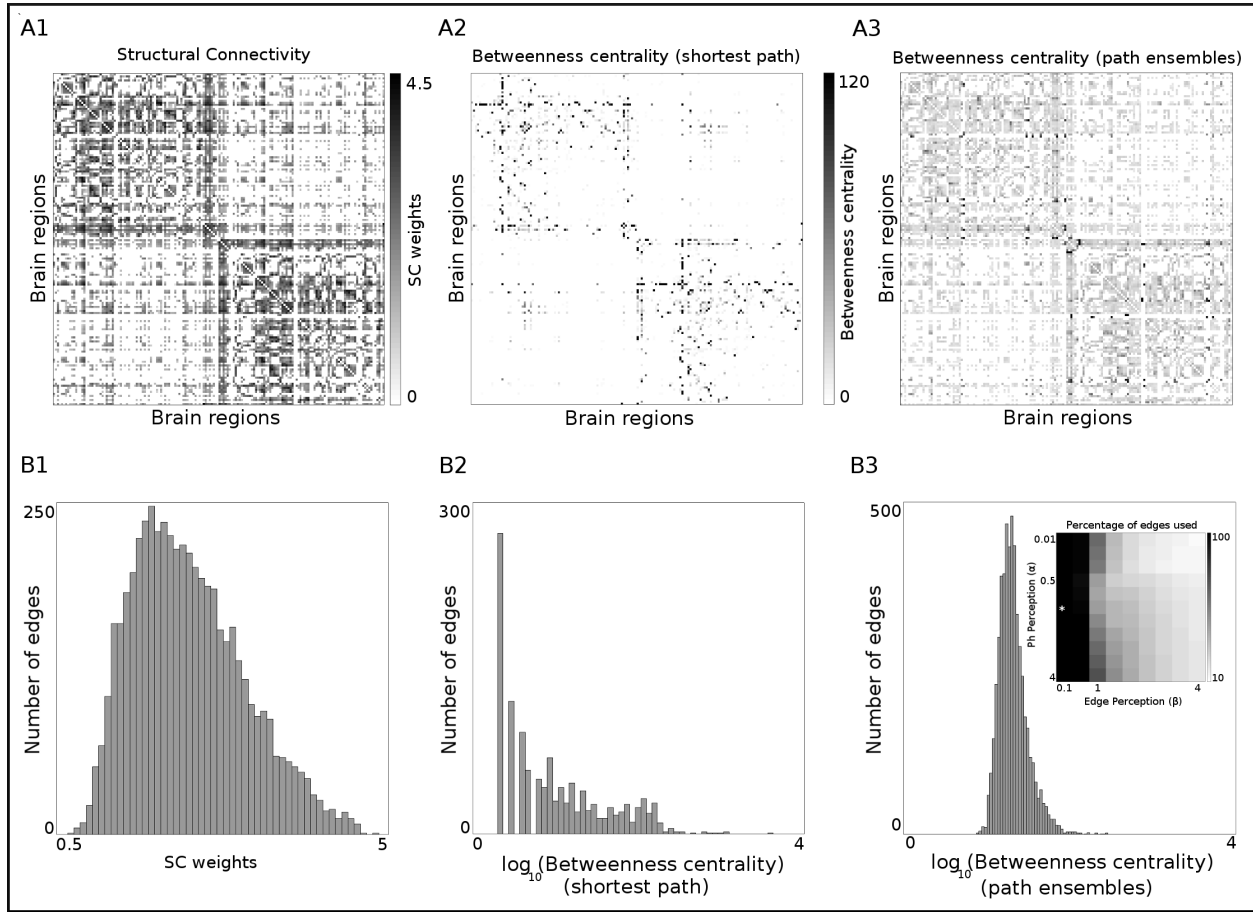 A1
Structural Connectivity
Brain regions
Brain regions
4.5
SC weights
0
A2
Betweenness centrality (shortest path)
Brain regions
Brain regions
120
Betweenness centrality
0
A3
Betweenness centrality (path ensembles)
Brain regions
Brain regions
B1
250
Number of edges
0
0.5
5
SC weights
B2
300
Number of edges
0
0
4
log10(Betweenness centrality)
(shortest path)
B3
500
Number of edges
0
0
4
log10(Betweenness centrality)
(path ensembles)
Percentage of edges used
0.01
0.5
*
4
Ph Perception (α)
0.1
1
4
Edge Perception (β)
100
10